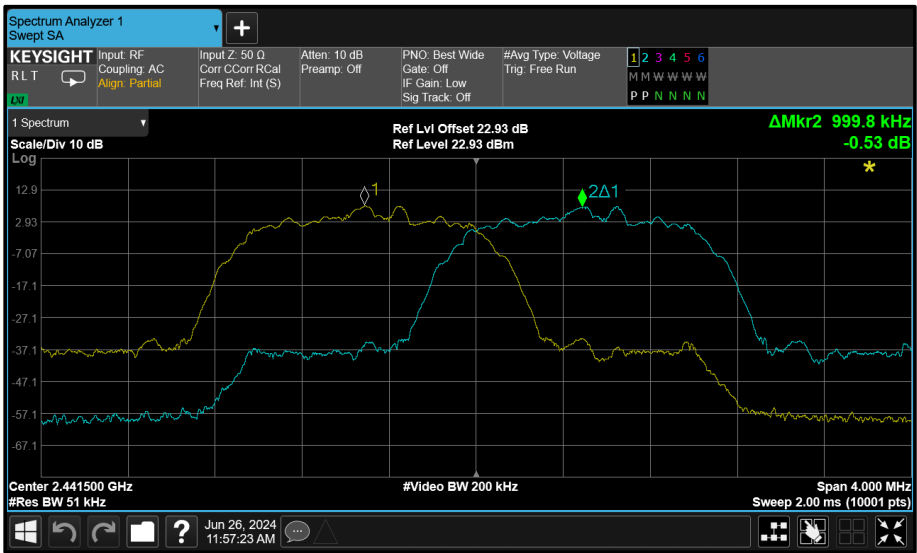 Spectrum Analyzer 1
Swept SA
+
KEYSIGHT
RLT
LXI
Input: RF
Coupling: AC
Align: Partial
Input Z: 50 Ω
Corr CCorr RCal
Freq Ref: Int (S)
Atten: 10 dB
Preamp: Off
PNO: Best Wide
Gate: Off
IF Gain: Low
Sig Track: Off
#Avg Type: Voltage
Trig: Free Run
1 2 3 4 5 6
M M W W W W
P P N N N N
1 Spectrum
Scale/Div 10 dB
Ref Lvl Offset 22.93 dB
Ref Level 22.93 dBm
ΔMkr2 999.8 kHz
-0.53 dB
Log
*
1
2Δ1
12.9
2.93
-7.07
-17.1
-27.1
-37.1
-47.1
-57.1
-67.1
Center 2.441500 GHz
#Video BW 200 kHz
Span 4.000 MHz
#Res BW 51 kHz
Sweep 2.00 ms (10001 pts)
?
Jun 26, 2024
11:57:23 AM